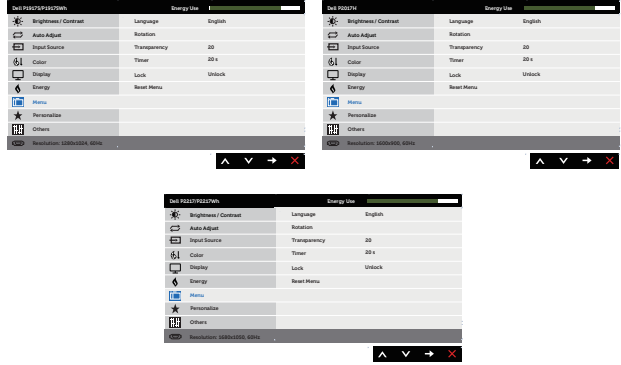 Dell P1917S/P1917SWh Energy Use
Brightness / Contrast Language English
Auto Adjust Rotation
Input Source Transparency 20
Color Timer 20 s
Display Lock Unlock
Energy Reset Menu
Menu
Personalize
Others
Resolution: 1280x1024, 60Hz
Dell P2017H Energy Use
Brightness / Contrast Language English
Auto Adjust Rotation
Input Source Transparency 20
Color Timer 20 s
Display Lock Unlock
Energy Reset Menu
Menu
Personalize
Others
Resolution: 1600x900, 60Hz
Dell P2217/P2217Wh Energy Use
Brightness / Contrast Language English
Auto Adjust Rotation
Input Source Transparency 20
Color Timer 20 s
Display Lock Unlock
Energy Reset Menu
Menu
Personalize
Others
Resolution: 1680x1050, 60Hz